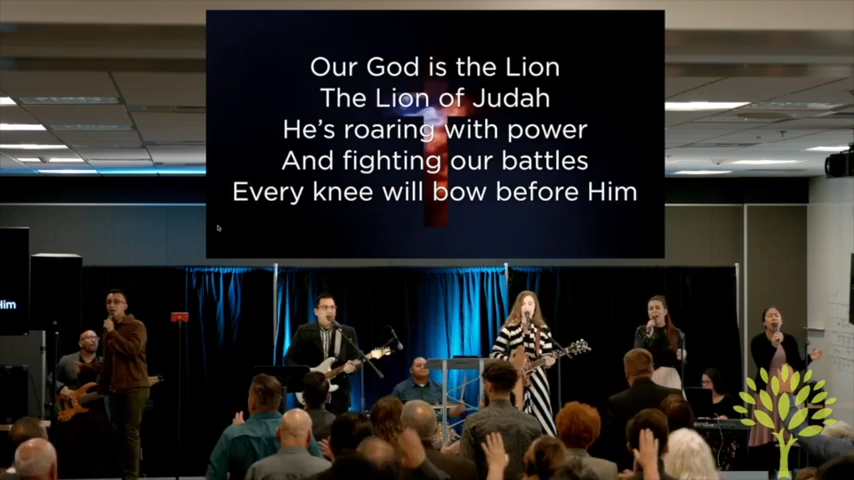 Our God is the Lion
The Lion of Judah
He's roaring with power
And fighting our battles
Every knee will bow before Him
Him